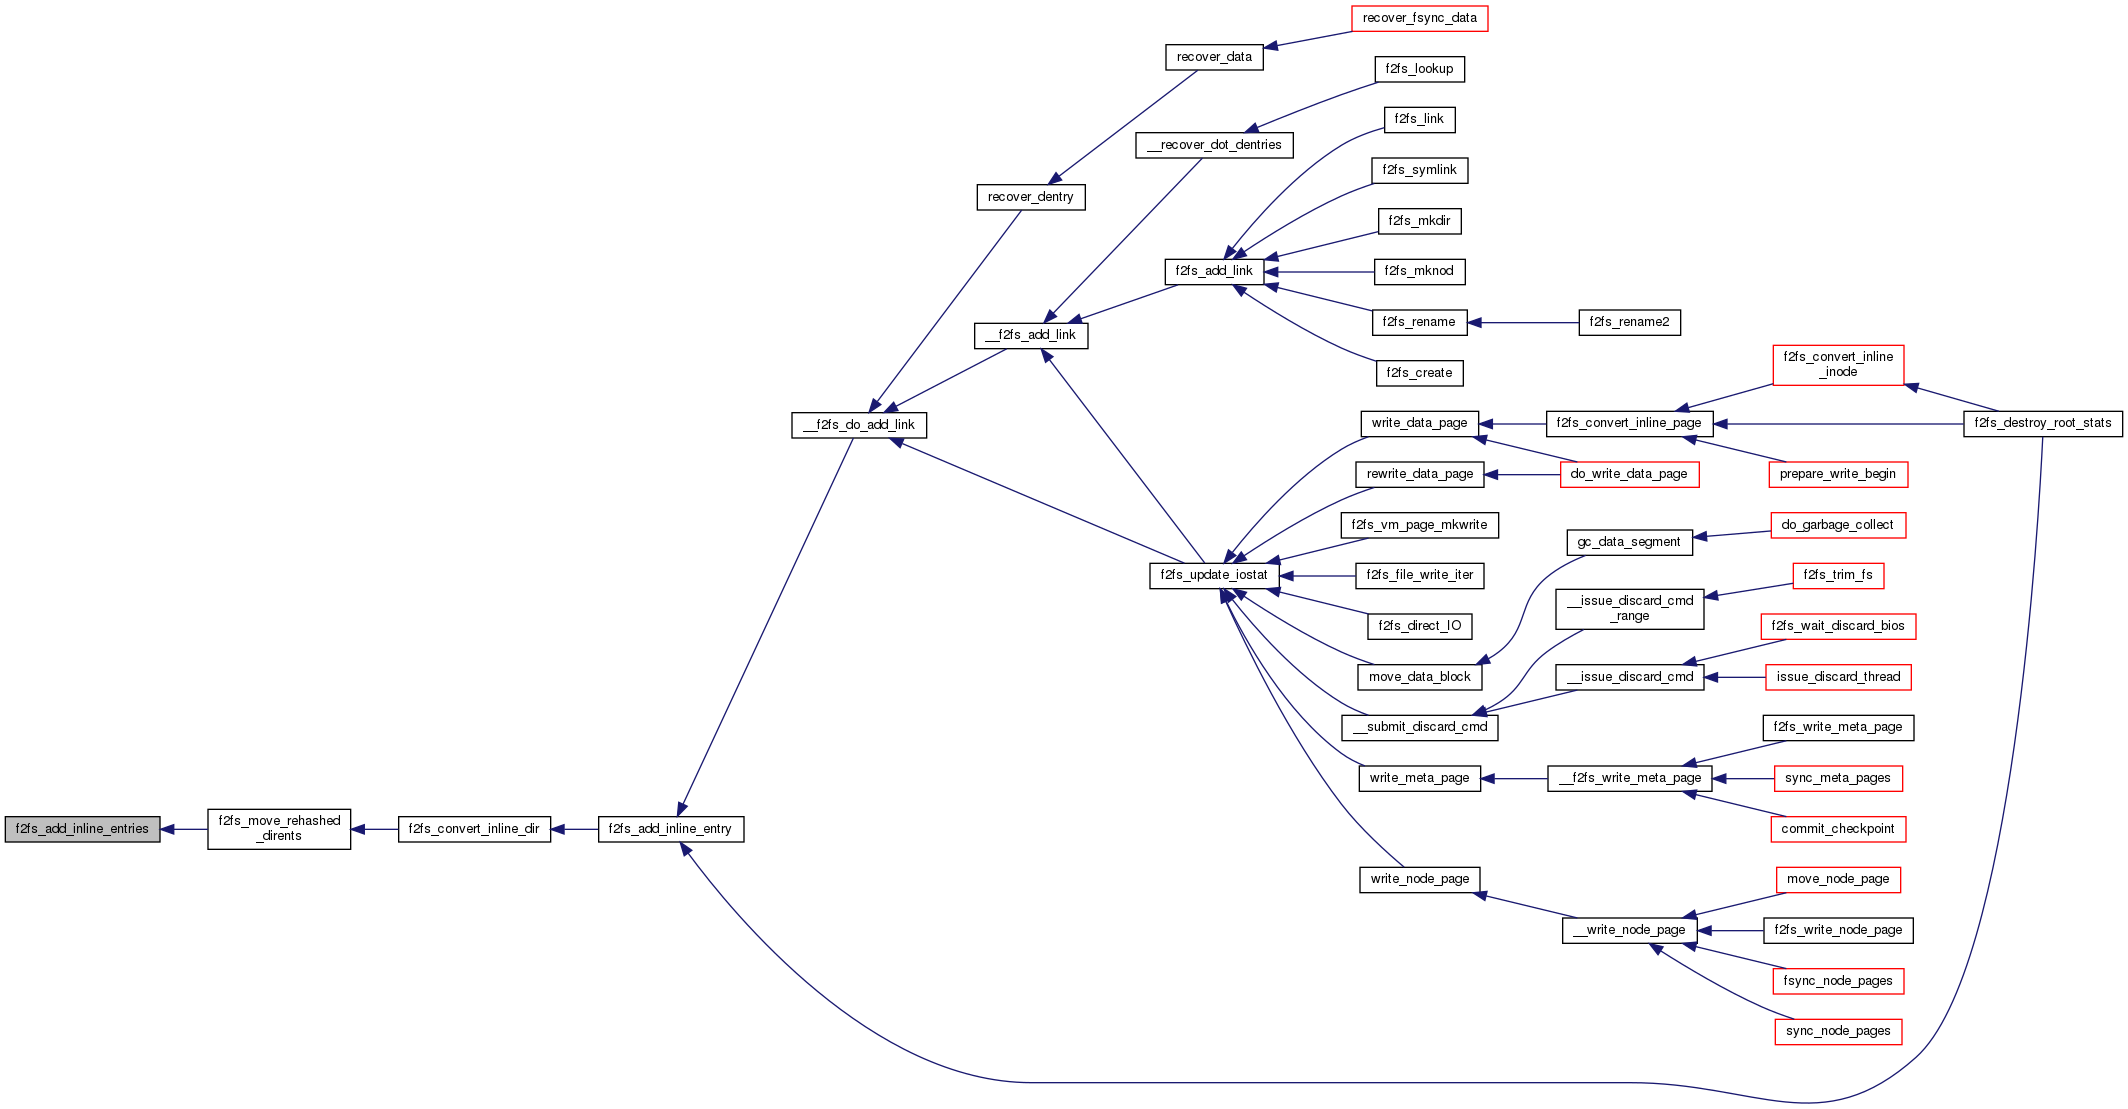 recover_fsync_data
recover_data
f2fs_lookup
f2fs_link
__recover_dot_dentries
f2fs_symlink
recover_dentry
f2fs_mkdir
f2fs_add_link
f2fs_mknod
f2fs_rename
f2fs_rename2
__f2fs_add_link
f2fs_create
f2fs_convert_inline
_inode
__f2fs_do_add_link
write_data_page
f2fs_convert_inline_page
f2fs_destroy_root_stats
rewrite_data_page
do_write_data_page
prepare_write_begin
f2fs_vm_page_mkwrite
gc_data_segment
do_garbage_collect
f2fs_update_iostat
f2fs_file_write_iter
f2fs_trim_fs
__issue_discard_cmd
_range
f2fs_direct_IO
f2fs_wait_discard_bios
move_data_block
__issue_discard_cmd
issue_discard_thread
__submit_discard_cmd
f2fs_write_meta_page
write_meta_page
__f2fs_write_meta_page
sync_meta_pages
commit_checkpoint
f2fs_add_inline_entries
f2fs_move_rehashed
_dirents
f2fs_convert_inline_dir
f2fs_add_inline_entry
write_node_page
move_node_page
__write_node_page
f2fs_write_node_page
fsync_node_pages
sync_node_pages